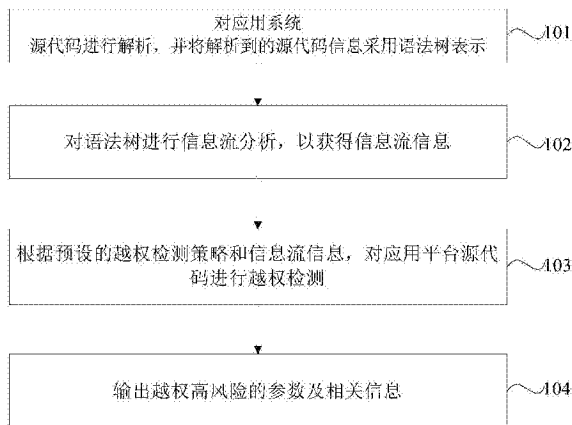 对应用系统
源代码进行解析，并将解析到的源代码信息采用语法树表示
101
对语法树进行信息流分析，以获得信息流信息
102
根据预设的越权检测策略和信息流信息，对应用平台源代
码进行越权检测
103
输出越权高风险的参数及相关信息
104